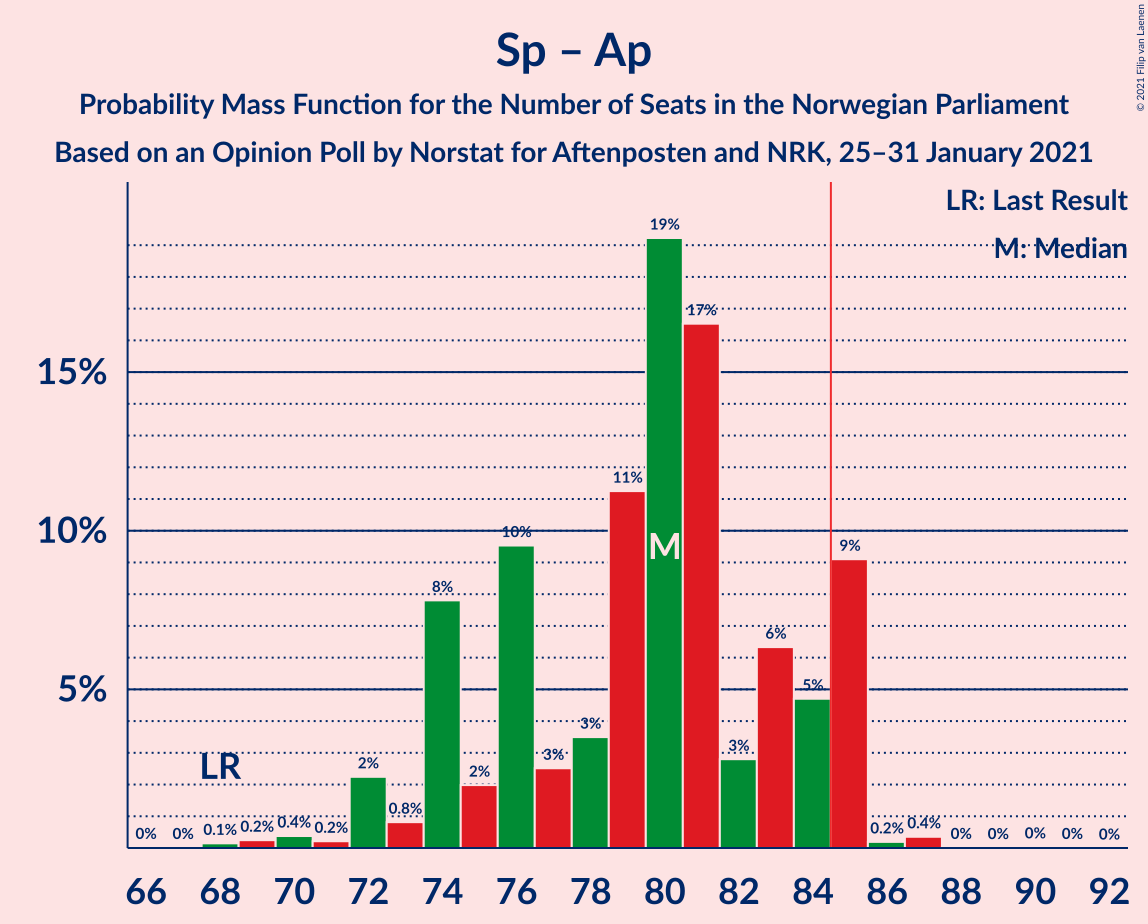 Sp – Ap
Probability Mass Function for the Number of Seats in the Norwegian Parliament
Based on an Opinion Poll by Norstat for Aftenposten and NRK, 25–31 January 2021
© 2021 Filip van Laenen
LR: Last Result
M: Median
15%
10%
5%
LR
M
0% 0% 0.1% 0.2% 0.4% 0.2% 2% 0.8% 8% 2% 10% 3% 3% 11% 19% 17% 3% 6% 5% 9% 0.2% 0.4% 0% 0% 0% 0% 0%
66 68 70 72 74 76 78 80 82 84 86 88 90 92